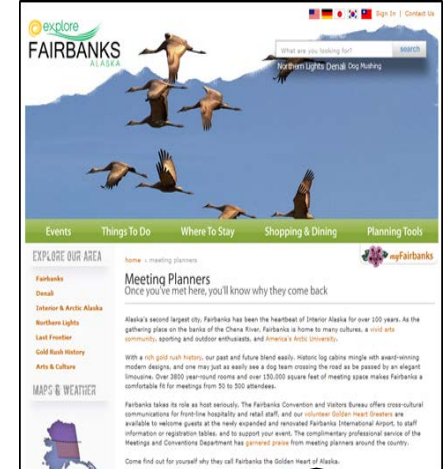 Sign In | Contact Us
explore
FAIRBANKS
ALASKA
What are you looking for?
search
Northern Lights Denali Dog Mushing
Events
Things To Do
Where To Stay
Shopping & Dining
Planning Tools
EXPLORE OUR AREA
Fairbanks
Denali
Interior & Arctic Alaska
Northern Lights
Last Frontier
Gold Rush History
Arts & Culture
MAPS & WEATHER
myFairbanks
home › meeting planners
Meeting Planners
Once you've met here, you'll know why they come back
Alaska's second largest city, Fairbanks has been the heartbeat of Interior Alaska for over 100 years. As the
gathering place on the banks of the Chena River, Fairbanks is home to many cultures, a vivid arts
community, sporting and outdoor enthusiasts, and America's Arctic University.
With a rich gold rush history, our past and future blend easily. Historic log cabins mingle with award-winning
modern designs, and one may just as easily see a dog team crossing the road as be passed by an elegant
limousine. Over 3800 year-round rooms and over 150,000 square feet of meeting space makes Fairbanks a
comfortable fit for meetings from 50 to 500 attendees.
Fairbanks takes its role as host seriously. The Fairbanks Convention and Visitors Bureau offers cross-cultural
communications for front-line hospitality and retail staff, and our volunteer Golden Heart Greeters are
available to welcome guests at the newly expanded and renovated Fairbanks International Airport, to staff
information or registration tables, and to support your event. The complimentary professional service of the
Meetings and Conventions Department has garnered praise from meeting planners around the country.
Come find out for yourself why they call Fairbanks the Golden Heart of Alaska.